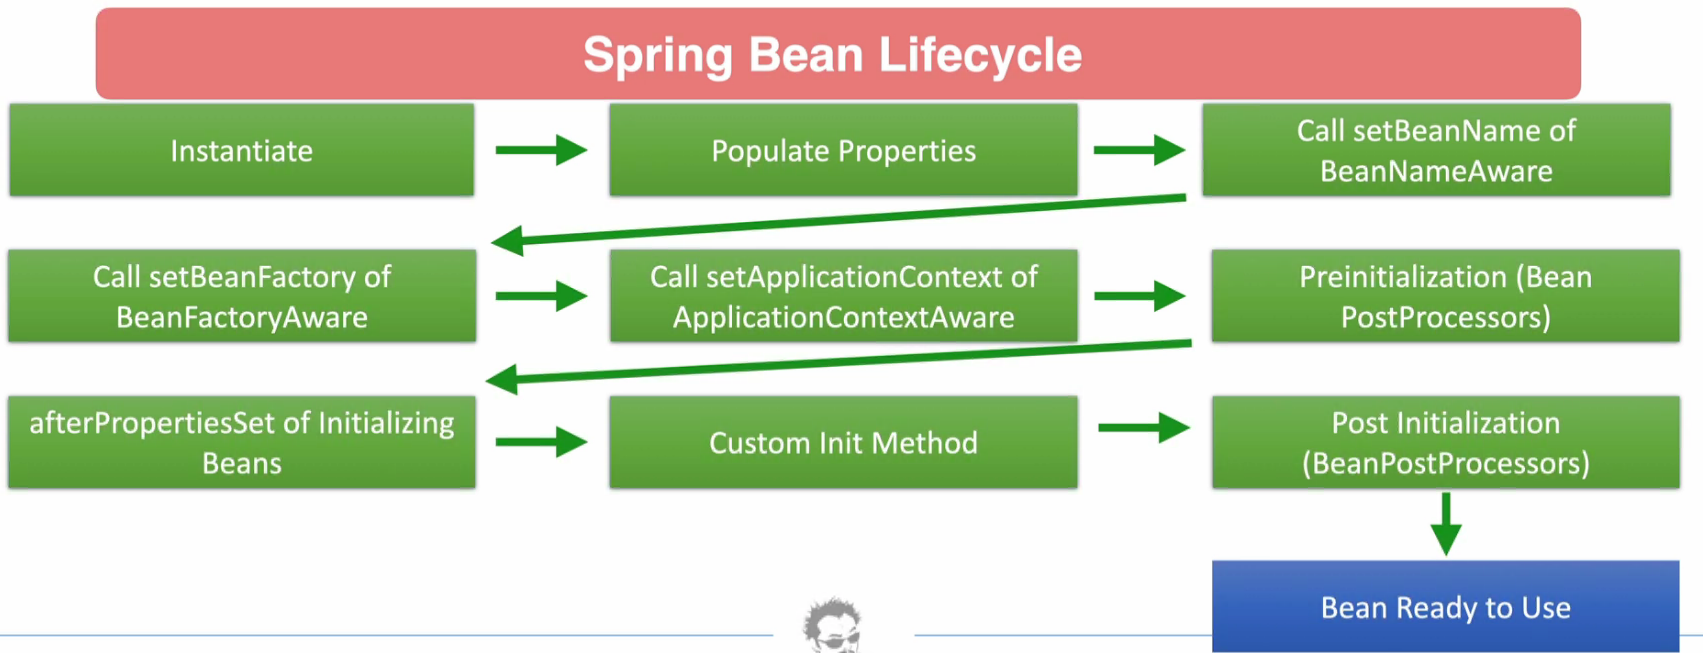 Spring Bean Lifecycle
Instantiate
Populate Properties
Call setBeanName of
BeanNameAware
Call setBeanFactory of
BeanFactoryAware
Call setApplicationContext of
ApplicationContextAware
Preinitialization (Bean
PostProcessors)
afterPropertiesSet of Initializing
Beans
Custom Init Method
Post Initialization
(BeanPostProcessors)
Bean Ready to Use